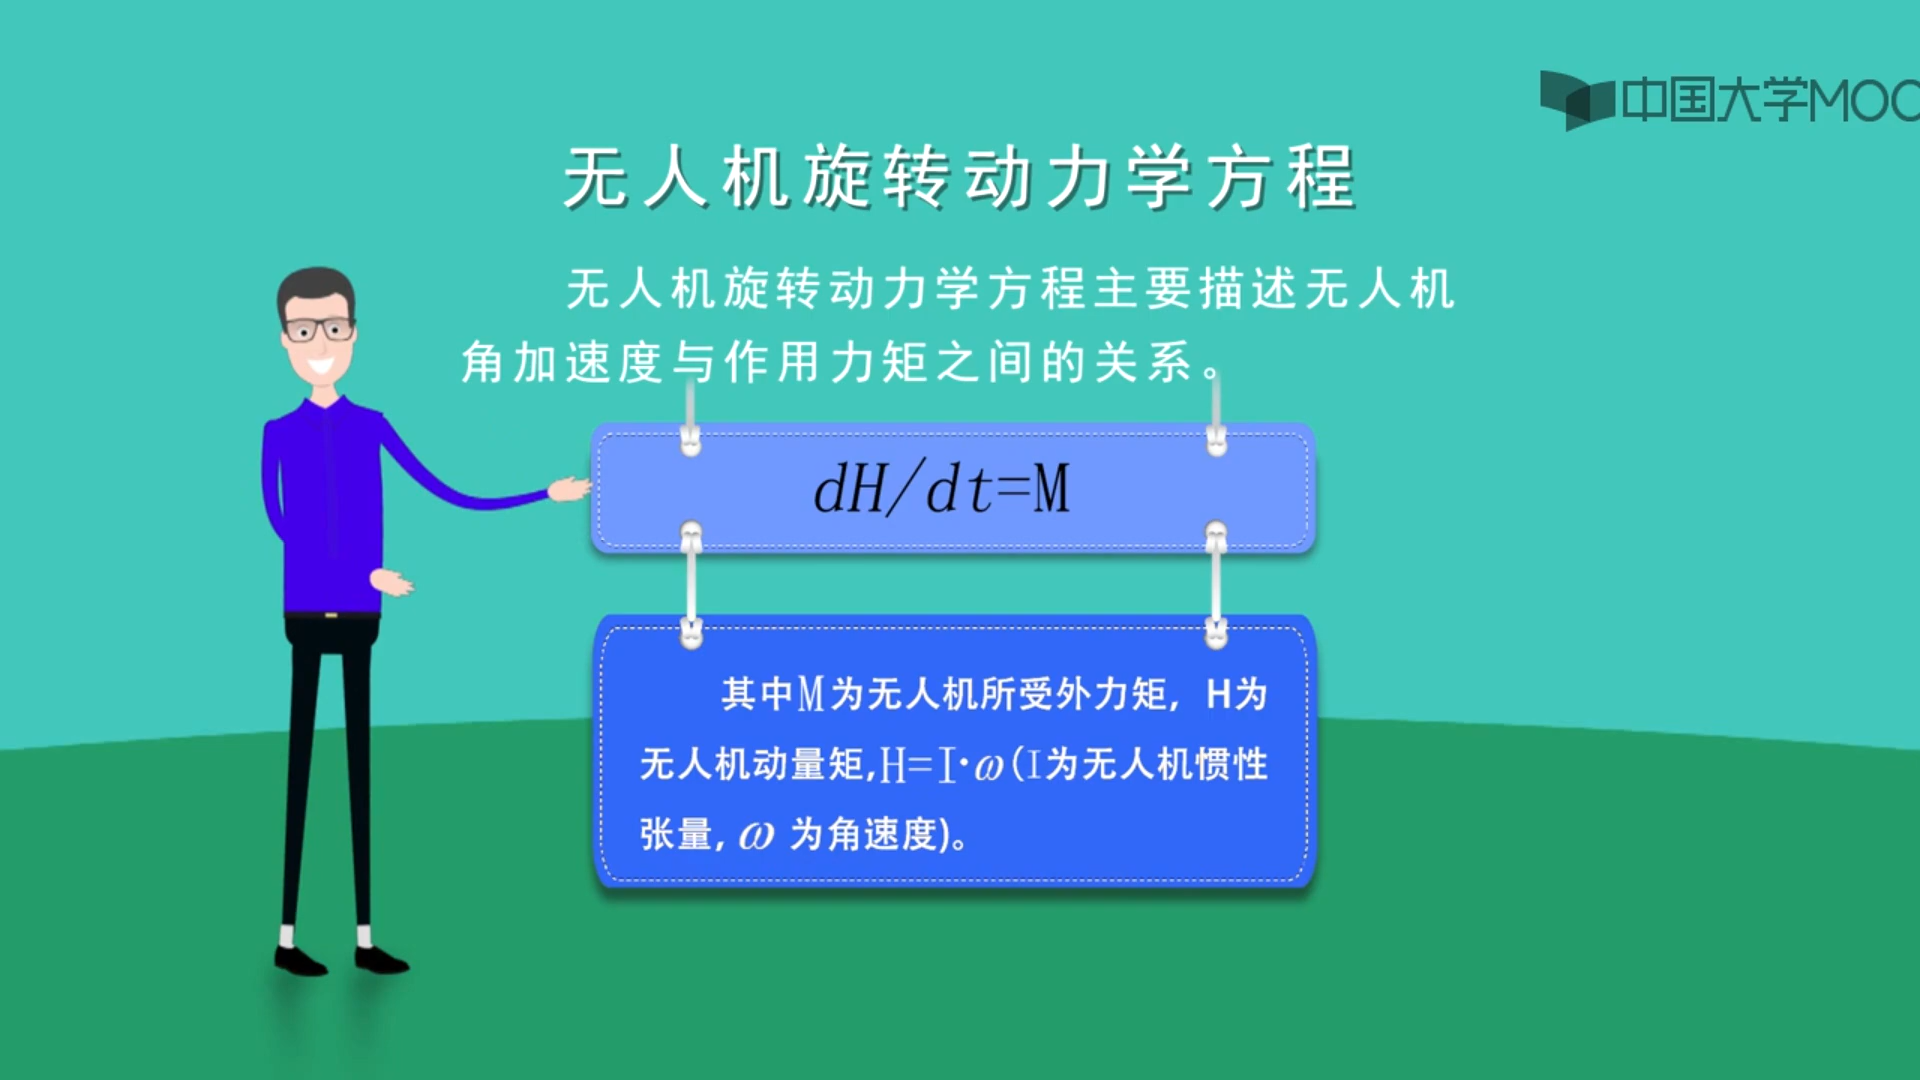 中国大学MOO
无人机旋转动力学方程
无人机旋转动力学方程主要描述无人机
角加速度与作用力矩之间的关系。
dH/dt=M
其中M为无人机所受外力矩，H为
无人机动量矩,H=I·ω(I为无人机惯性
张量, ω 为角速度)。